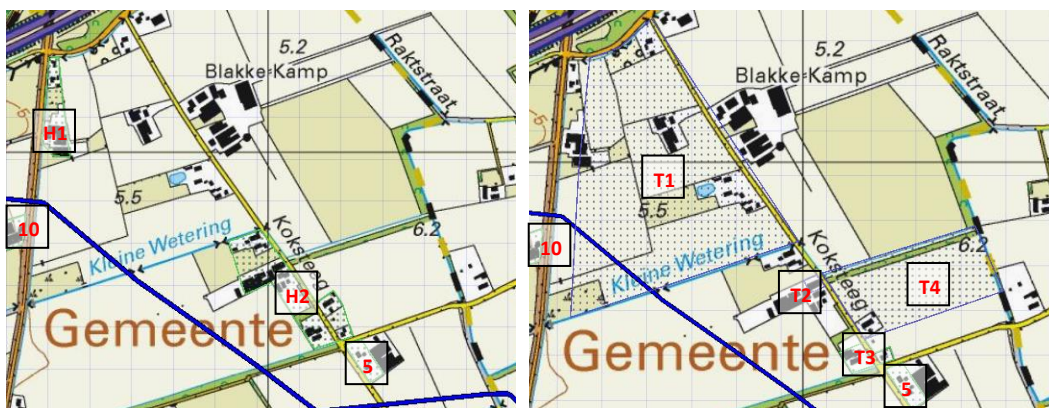 5.2
Raktstraat
Blakke Kamp
H1
5.5
10
Kleine Wetering
Koksteeg
6.2
H2
Gemeente
5
5.2
Raktstraat
Blakke Kamp
T1
5.5
10
Kleine Wetering
Koksteeg
6.2
T2
T4
Gemeente
T3
5